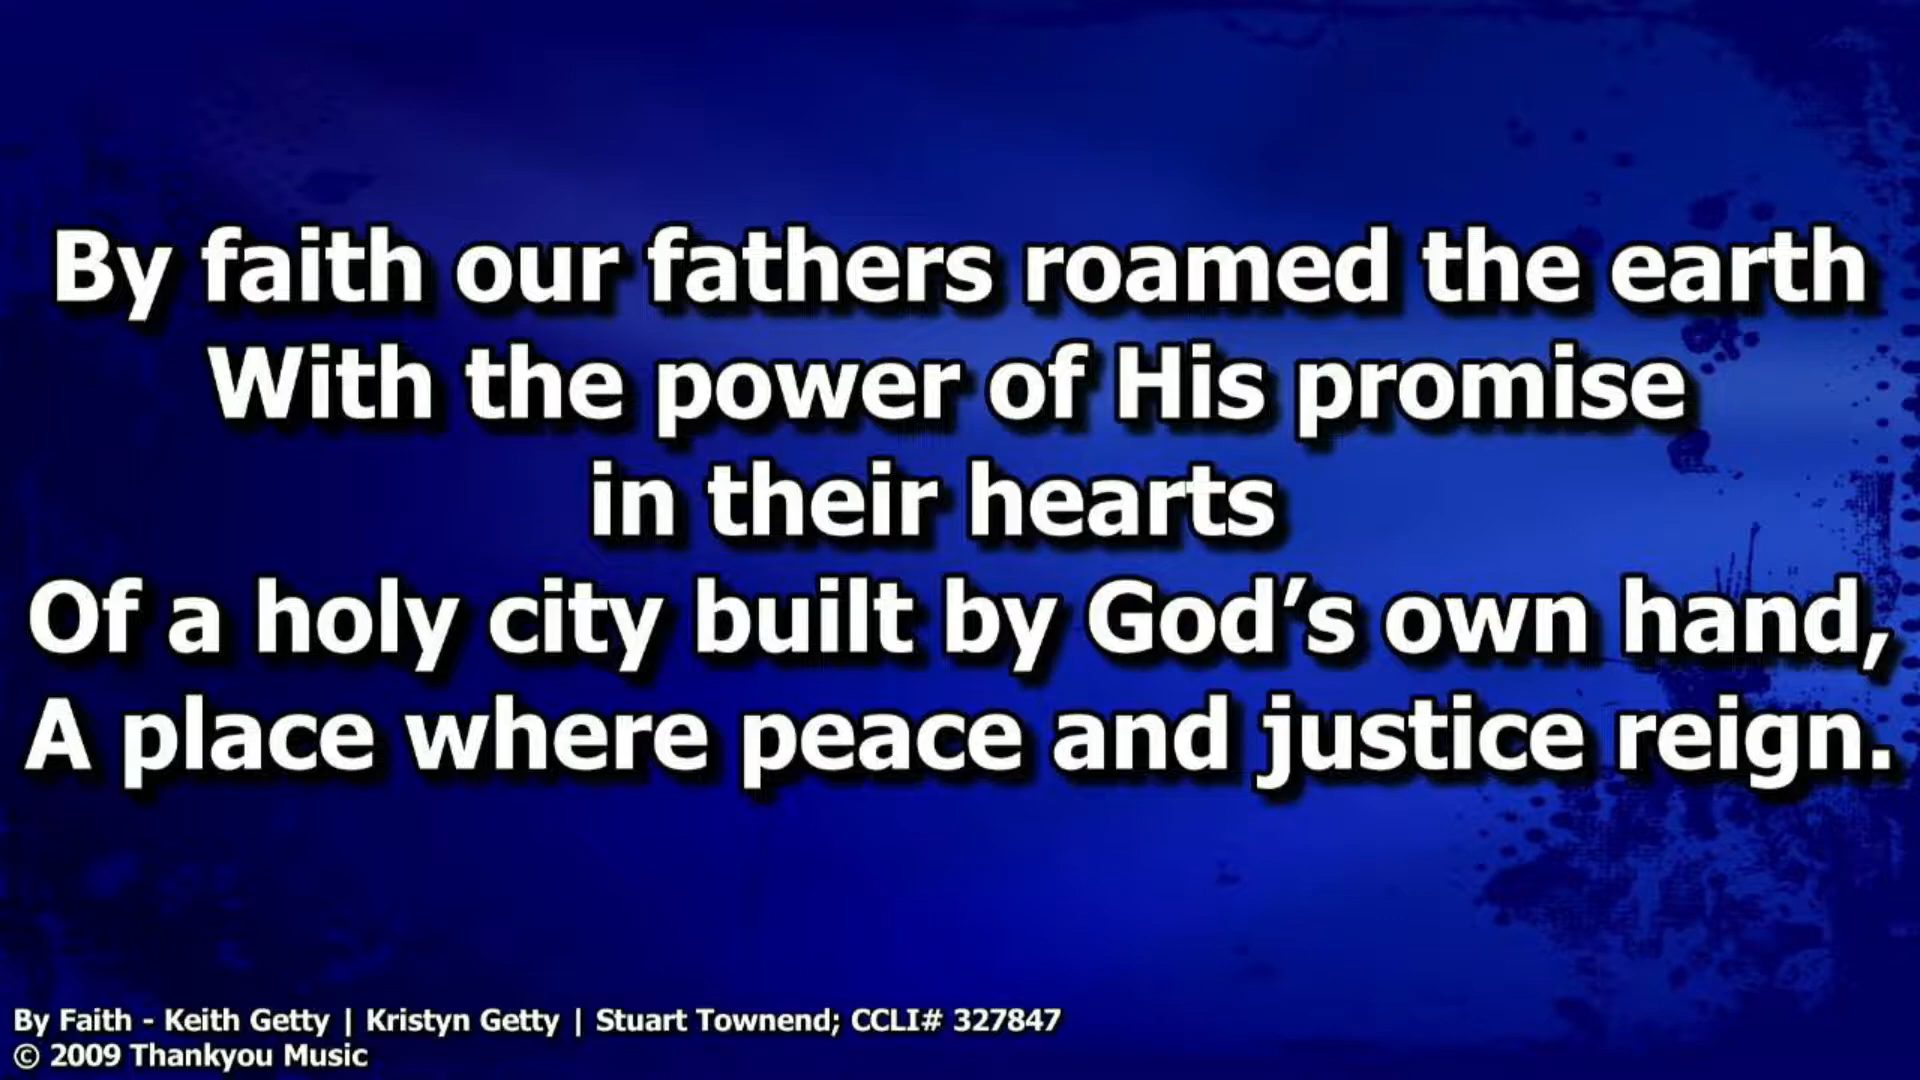 By faith our fathers roamed the earth
With the power of His promise
in their hearts
Of a holy city built by God’s own hand,
A place where peace and justice reign.
By Faith - Keith Getty | Kristyn Getty | Stuart Townend; CCLI# 327847
© 2009 Thankyou Music